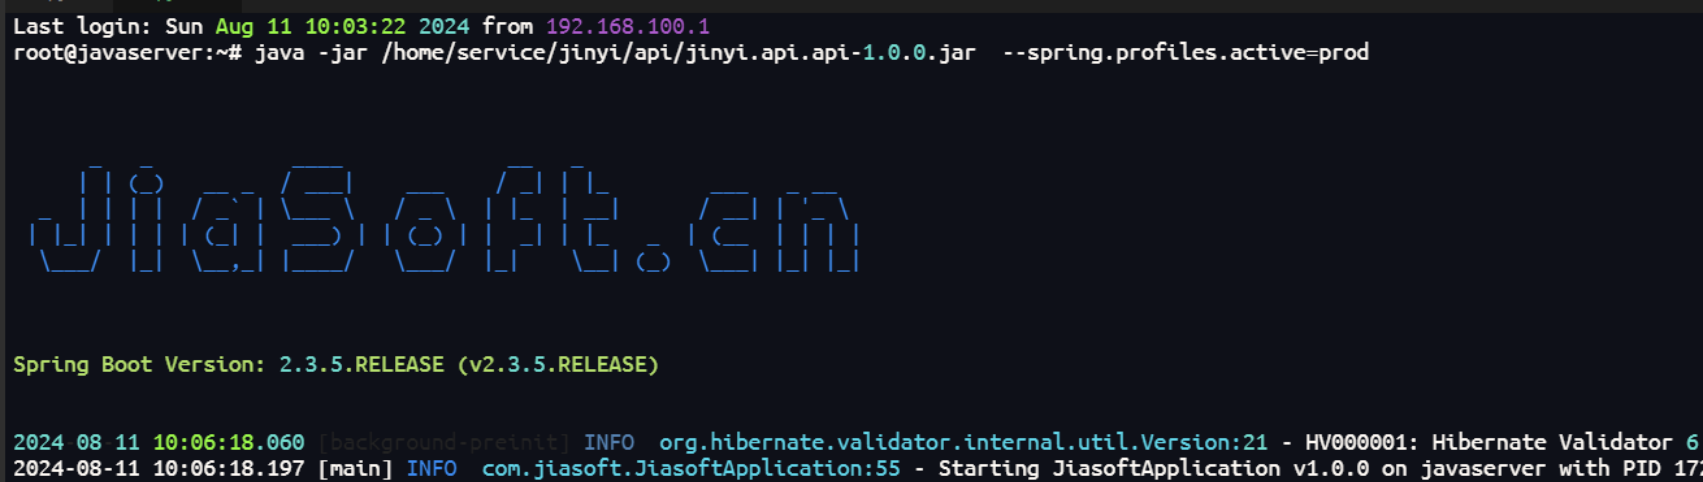 Last login: Sun Aug 11 10:03:22 2024 from 192.168.100.1
root@javaserver:~# java -jar /home/service/jinyi/api/jinyi.api.api-1.0.0.jar  --spring.profiles.active=prod
JiaSoft.cn
Spring Boot Version: 2.3.5.RELEASE (v2.3.5.RELEASE)
2024-08-11 10:06:18.060 [background-preinit] INFO  org.hibernate.validator.internal.util.Version:21 - HV000001: Hibernate Validator 6
2024-08-11 10:06:18.197 [main] INFO  com.jiasoft.JiasoftApplication:55 - Starting JiasoftApplication v1.0.0 on javaserver with PID 172